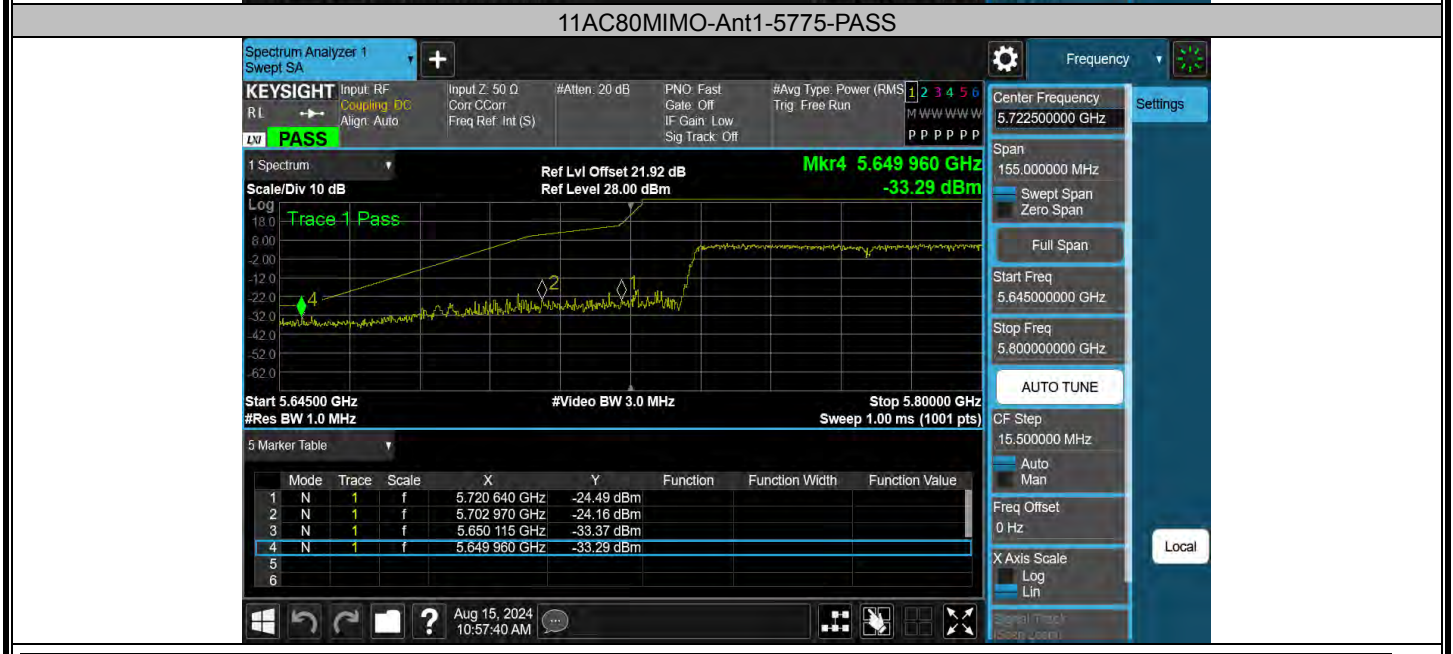 11AC80MIMO-Ant1-5775-PASS
Spectrum Analyzer 1
Swept SA
Frequency
KEYSIGHT
Input: RF
Input Z: 50 Ω
#Atten: 20 dB
PNO: Fast
#Avg Type: Power (RMS
1 2 3 4 5 6
RL
Coupling: DC
Corr CCorr
Gate: Off
Trig: Free Run
M W W W W W
Align: Auto
Freq Ref: Int (S)
IF Gain: Low
Sig Track: Off
P P P P P P
LXI PASS
Center Frequency
5.722500000 GHz
Settings
1 Spectrum
Ref Lvl Offset 21.92 dB
Mkr4 5.649 960 GHz
Scale/Div 10 dB
Ref Level 28.00 dBm
-33.29 dBm
Log
Trace 1 Pass
18.0
8.00
-2.00
-12.0
-22.0
-32.0
-42.0
-52.0
-62.0
4
2
1
Start 5.64500 GHz
#Video BW 3.0 MHz
Stop 5.80000 GHz
#Res BW 1.0 MHz
Sweep 1.00 ms (1001 pts)
Span
155.000000 MHz
Swept Span
Zero Span
Full Span
Start Freq
5.645000000 GHz
Stop Freq
5.800000000 GHz
AUTO TUNE
CF Step
15.500000 MHz
Auto
Man
Freq Offset
0 Hz
X Axis Scale
Log
Lin
Local
5 Marker Table
Mode Trace Scale X Y Function Function Width Function Value
1 N 1 f 5.720 640 GHz -24.49 dBm
2 N 1 f 5.702 970 GHz -24.16 dBm
3 N 1 f 5.650 115 GHz -33.37 dBm
4 N 1 f 5.649 960 GHz -33.29 dBm
5
6
Aug 15, 2024
10:57:40 AM
Signal Track